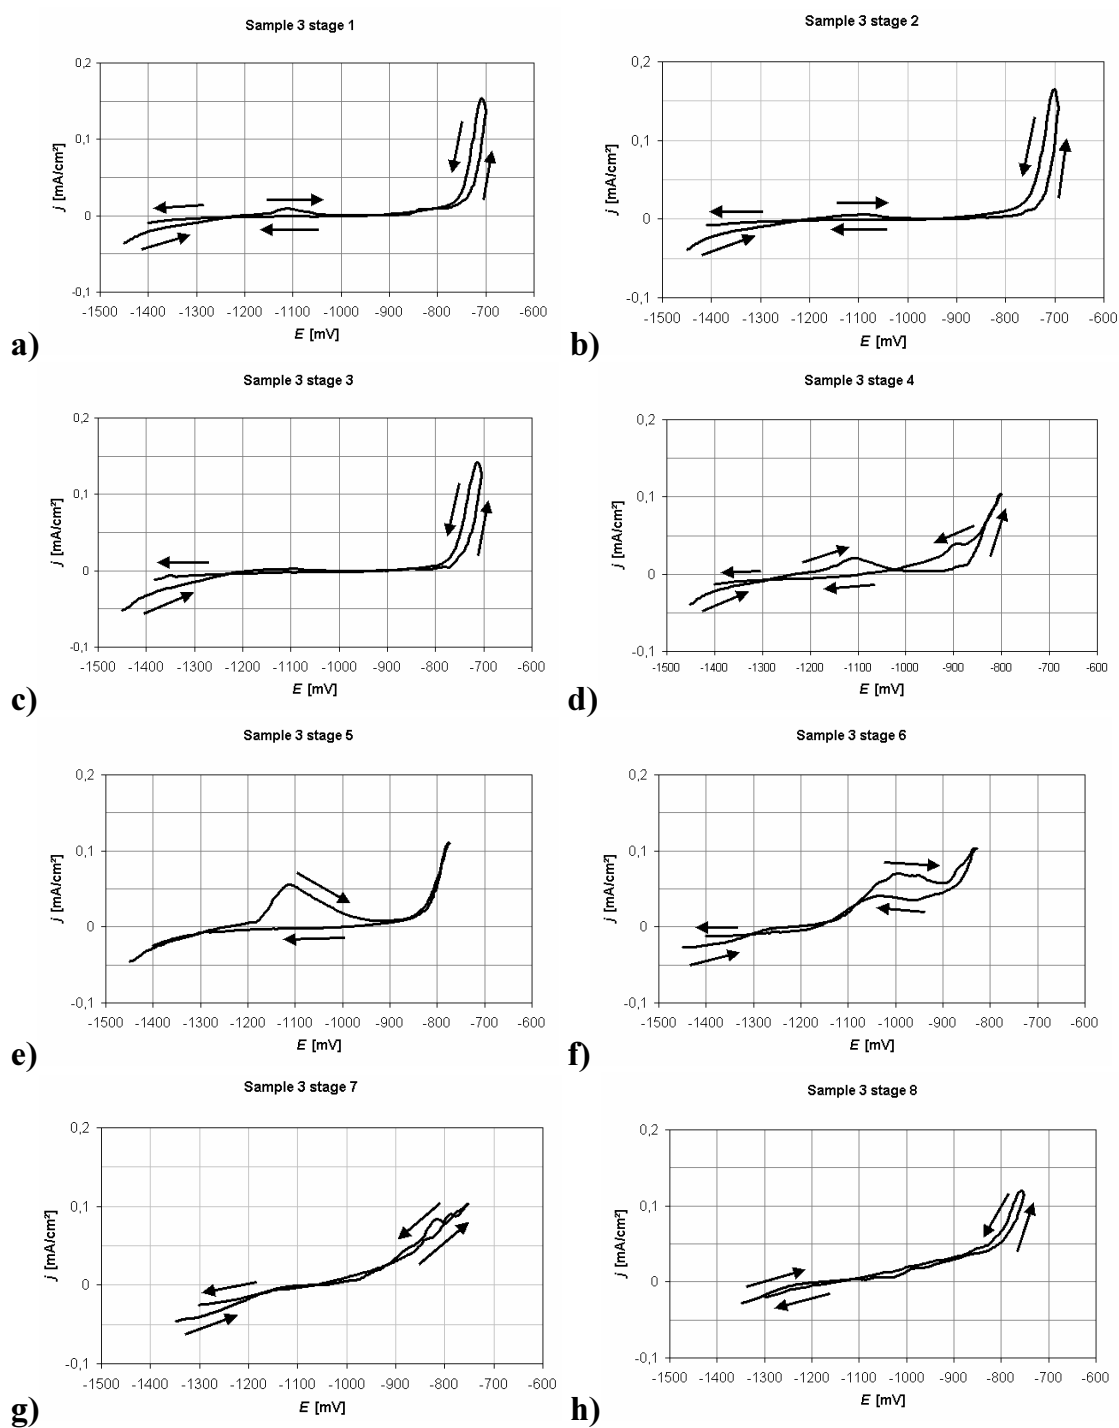 Sample 3 stage 1
0,2
0,1
0
-0,1
j [mA/cm²]
-1500 -1400 -1300 -1200 -1100 -1000 -900 -800 -700 -600
E [mV]
a)
Sample 3 stage 2
0,2
0,1
0
-0,1
j [mA/cm²]
-1500 -1400 -1300 -1200 -1100 -1000 -900 -800 -700 -600
E [mV]
b)
Sample 3 stage 3
0,2
0,1
0
-0,1
j [mA/cm²]
-1500 -1400 -1300 -1200 -1100 -1000 -900 -800 -700 -600
E [mV]
c)
Sample 3 stage 4
0,2
0,1
0
-0,1
j [mA/cm²]
-1500 -1400 -1300 -1200 -1100 -1000 -900 -800 -700 -600
E [mV]
d)
Sample 3 stage 5
0,2
0,1
0
-0,1
j [mA/cm²]
-1500 -1400 -1300 -1200 -1100 -1000 -900 -800 -700 -600
E [mV]
e)
Sample 3 stage 6
0,2
0,1
0
-0,1
j [mA/cm²]
-1500 -1400 -1300 -1200 -1100 -1000 -900 -800 -700 -600
E [mV]
f)
Sample 3 stage 7
0,2
0,1
0
-0,1
j [mA/cm²]
-1500 -1400 -1300 -1200 -1100 -1000 -900 -800 -700 -600
E [mV]
g)
Sample 3 stage 8
0,2
0,1
0
-0,1
j [mA/cm²]
-1500 -1400 -1300 -1200 -1100 -1000 -900 -800 -700 -600
E [mV]
h)